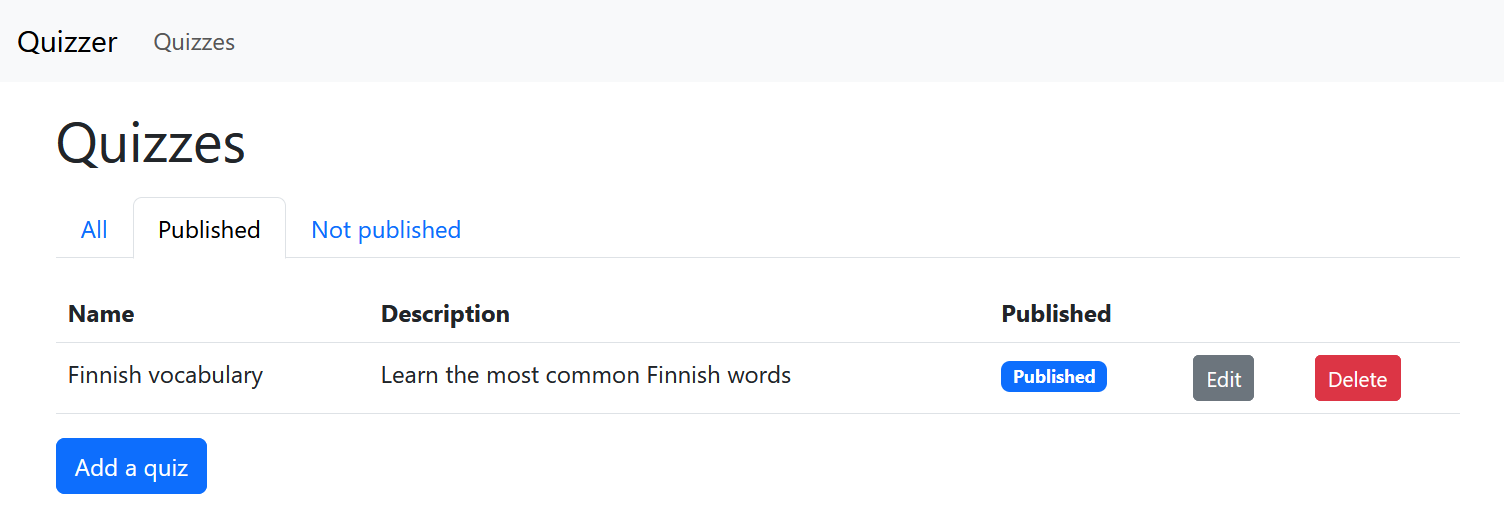 Quizzer Quizzes
Quizzes
All Published Not published
Name Description Published
Finnish vocabulary Learn the most common Finnish words Published Edit Delete
Add a quiz